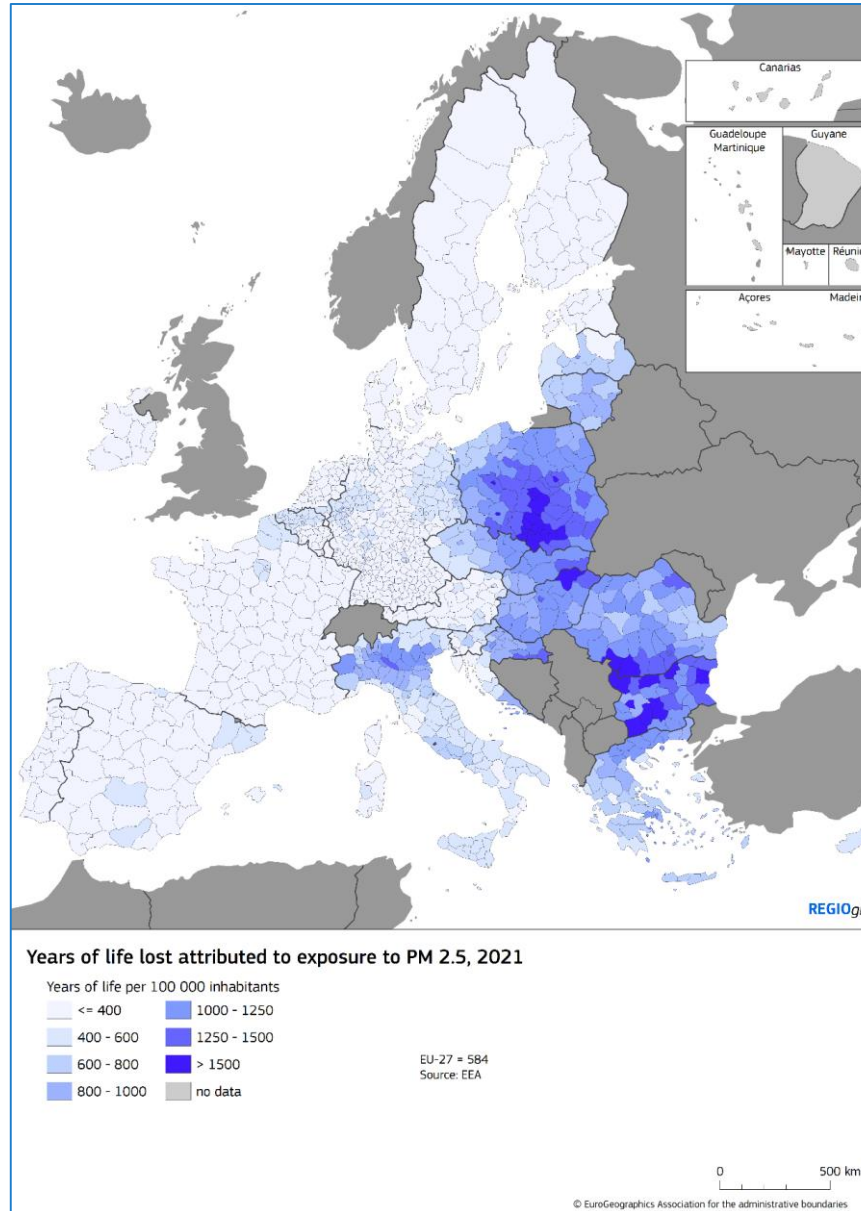 Canarias
Guadeloupe
Martinique
Guyane
Mayotte
Açores
REGIO
Years of life lost attributed to exposure to PM 2.5, 2021
Years of life per 100 000 inhabitants
<= 400
400 - 600
600 - 800
800 - 1000
1000 - 1250
1250 - 1500
> 1500
no data
EU-27 = 584
Source: EEA
0 500 km
© EuroGeographics Association for the administrative boundaries